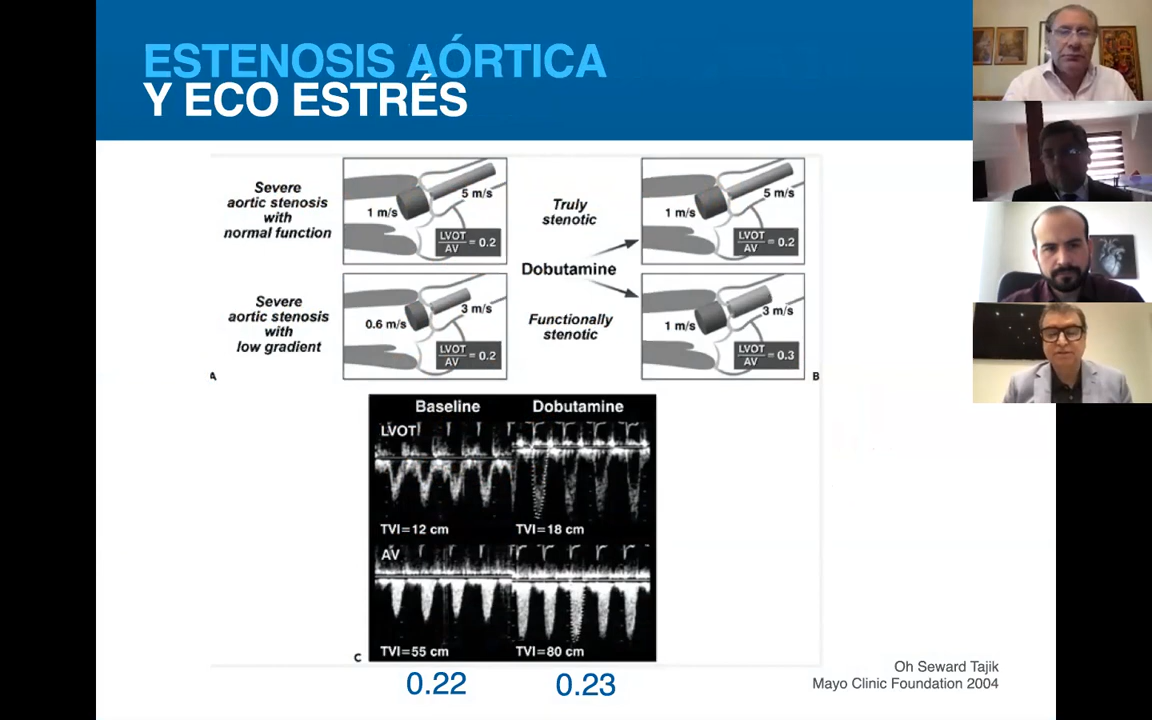 ESTENOSIS AÓRTICA
Y ECO ESTRÉS
Severe
aortic stenosis
with
normal function
1 m/s
5 m/s
LVOT
AV
= 0.2
Truly
stenotic
1 m/s
5 m/s
LVOT
AV
= 0.2
Dobutamine
Severe
aortic stenosis
with
low gradient
0.6 m/s
3 m/s
LVOT
AV
= 0.2
Functionally
stenotic
1 m/s
3 m/s
LVOT
AV
= 0.3
A
B
Baseline
Dobutamine
LVOT
TVI=12 cm
TVI=18 cm
AV
TVI=55 cm
TVI=80 cm
C
0.22
0.23
Oh Seward Tajik
Mayo Clinic Foundation 2004